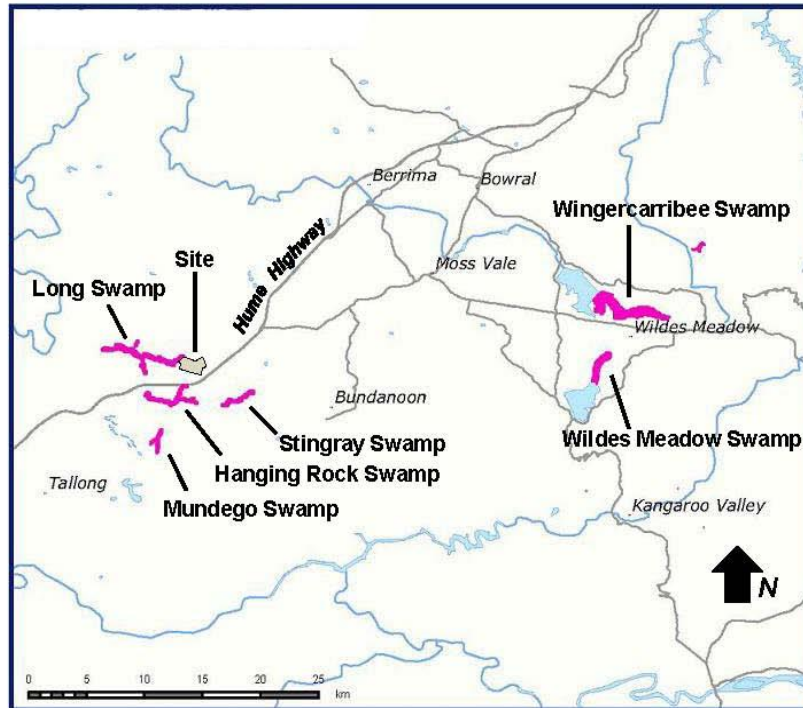 Berrima
Bowral
Wingercarribee Swamp
Hume Highway
Site
Moss Vale
Long Swamp
Wildes Meadow
Bundanoon
Stingray Swamp
Wildes Meadow Swamp
Hanging Rock Swamp
Tallong
Mundego Swamp
Kangaroo Valley
N
0 5 10 15 20 25
km